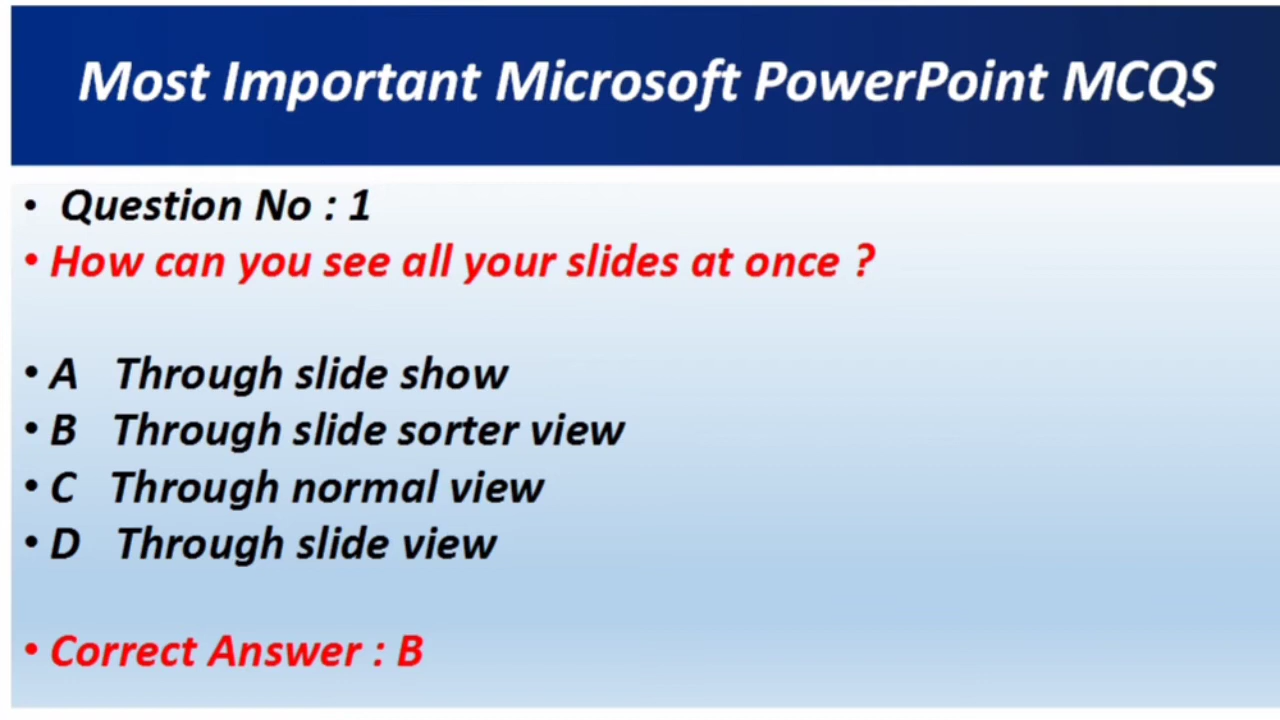 Most Important Microsoft PowerPoint MCQS
• Question No : 1
• How can you see all your slides at once ?
• A Through slide show
• B Through slide sorter view
• C Through normal view
• D Through slide view
• Correct Answer : B